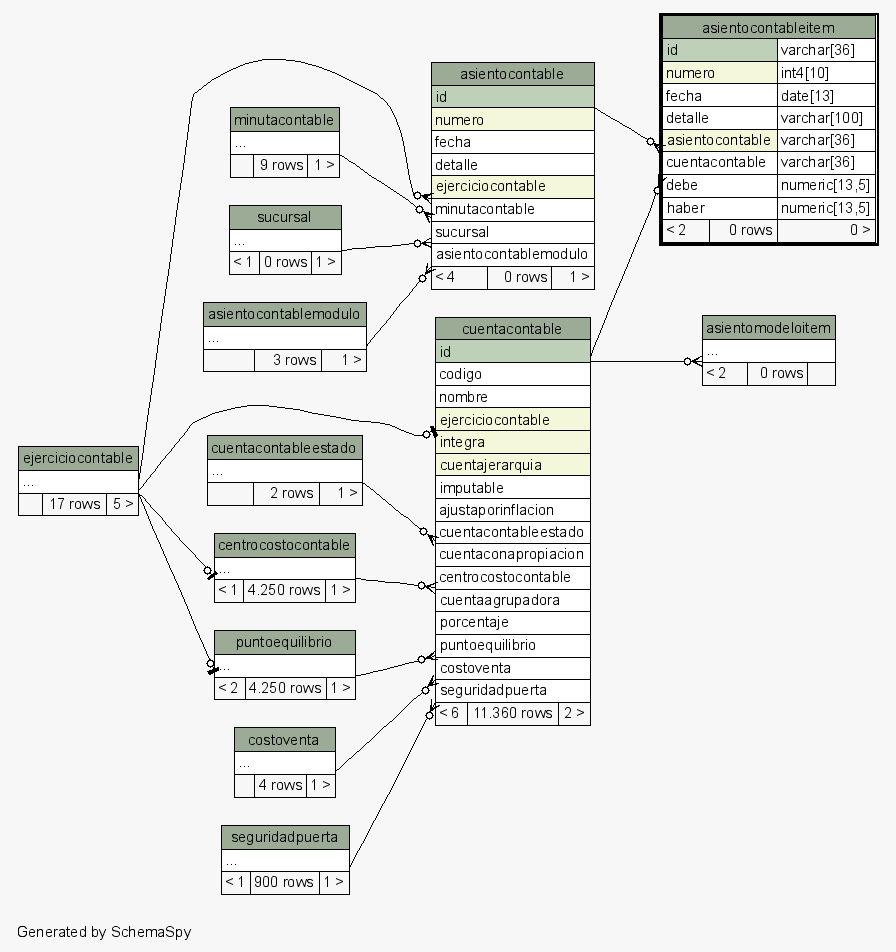 asientocontableitem
id varchar[36]
numero int4[10]
fecha date[13]
detalle varchar[100]
asientocontable varchar[36]
cuentacontable varchar[36]
debe numeric[13,5]
haber numeric[13,5]
< 2 0 rows 0 >
asientocontable
id
numero
fecha
detalle
ejerciciocontable
minutacontable
sucursal
asientocontablemodulo
< 4 0 rows 1 >
minutacontable
...
9 rows 1 >
sucursal
...
< 1 0 rows 1 >
asientocontablemodulo
...
3 rows 1 >
cuentacontable
id
codigo
nombre
ejerciciocontable
integra
cuentajerarquia
imputable
ajustaporinflacion
cuentacontableestado
cuentaconapropiacion
centrocostocontable
cuentaagrupadora
porcentaje
puntoequilibrio
costoventa
seguridadpuerta
< 6 11.360 rows 2 >
asientomodeloitem
...
< 2 0 rows
ejerciciocontable
...
17 rows 5 >
cuentacontableestado
...
2 rows 1 >
centrocostocontable
...
< 1 4.250 rows 1 >
puntoequilibrio
...
< 2 4.250 rows 1 >
costoventa
...
4 rows 1 >
seguridadpuerta
...
< 1 900 rows 1 >
Generated by SchemaSpy